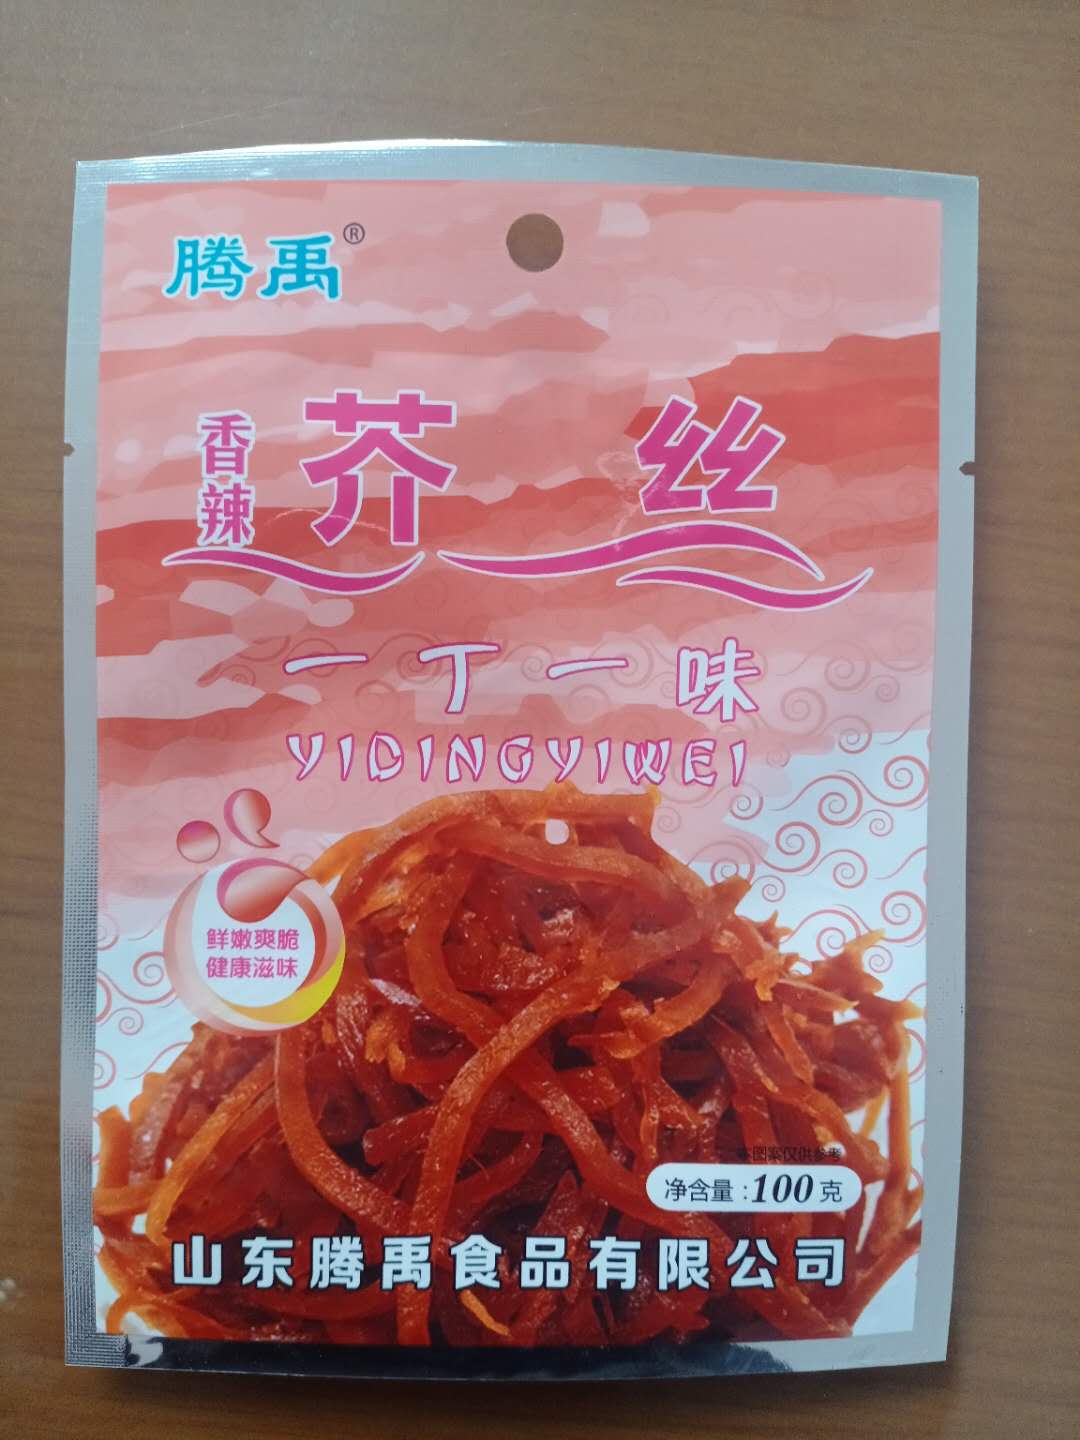 腾禹®
香辣
芥丝
一丁一味
YIDINGYIWEI
鲜嫩爽脆
健康滋味
本图案仅供参考
净含量:100克
山东腾禹食品有限公司